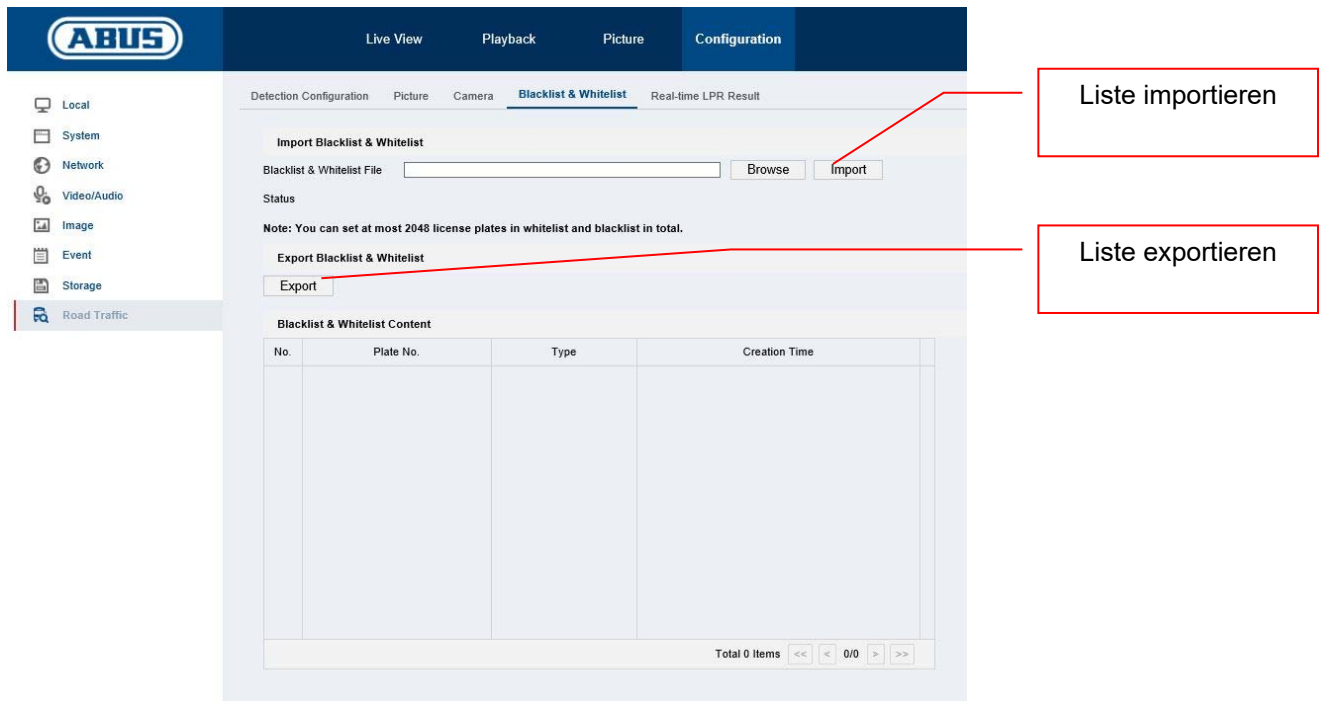 ABUS
Live View Playback Picture Configuration
Local
System
Network
Video/Audio
Image
Event
Storage
Road Traffic
Detection Configuration Picture Camera Blacklist & Whitelist Real-time LPR Result
Import Blacklist & Whitelist
Blacklist & Whitelist File Browse Import
Status
Note: You can set at most 2048 license plates in whitelist and blacklist in total.
Export Blacklist & Whitelist
Export
Blacklist & Whitelist Content
No. Plate No. Type Creation Time
Total 0 Items << < 0/0 > >>
Liste importieren
Liste exportieren